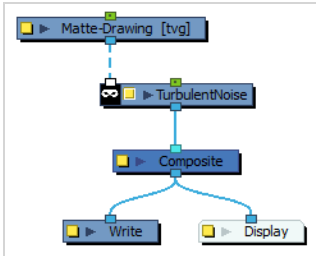 Matte-Drawing [tvg]
TurbulentNoise
Composite
Write
Display